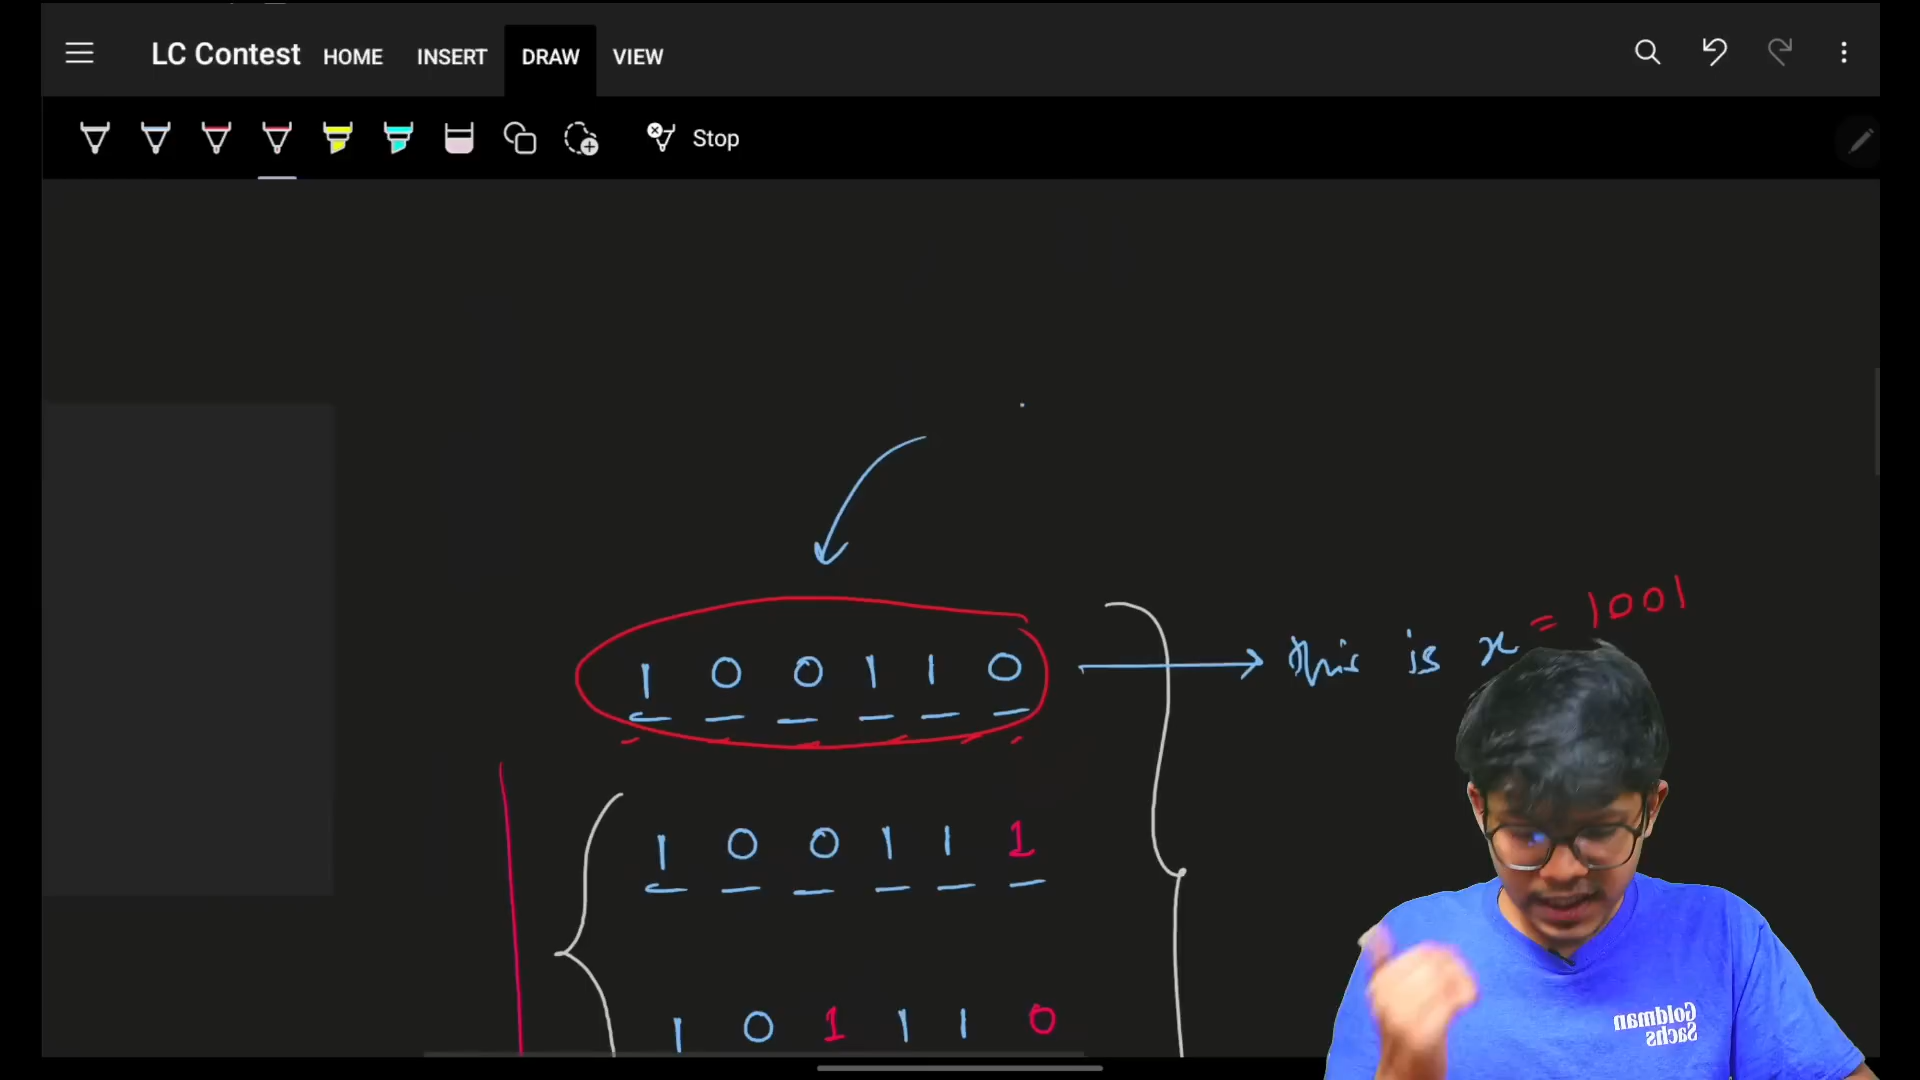 LC Contest HOME INSERT DRAW VIEW
Stop
1 0 0 1 1 0 this is x = 1001
1 0 0 1 1 1
1 0 1 1 1 0
Goldman
Sachs